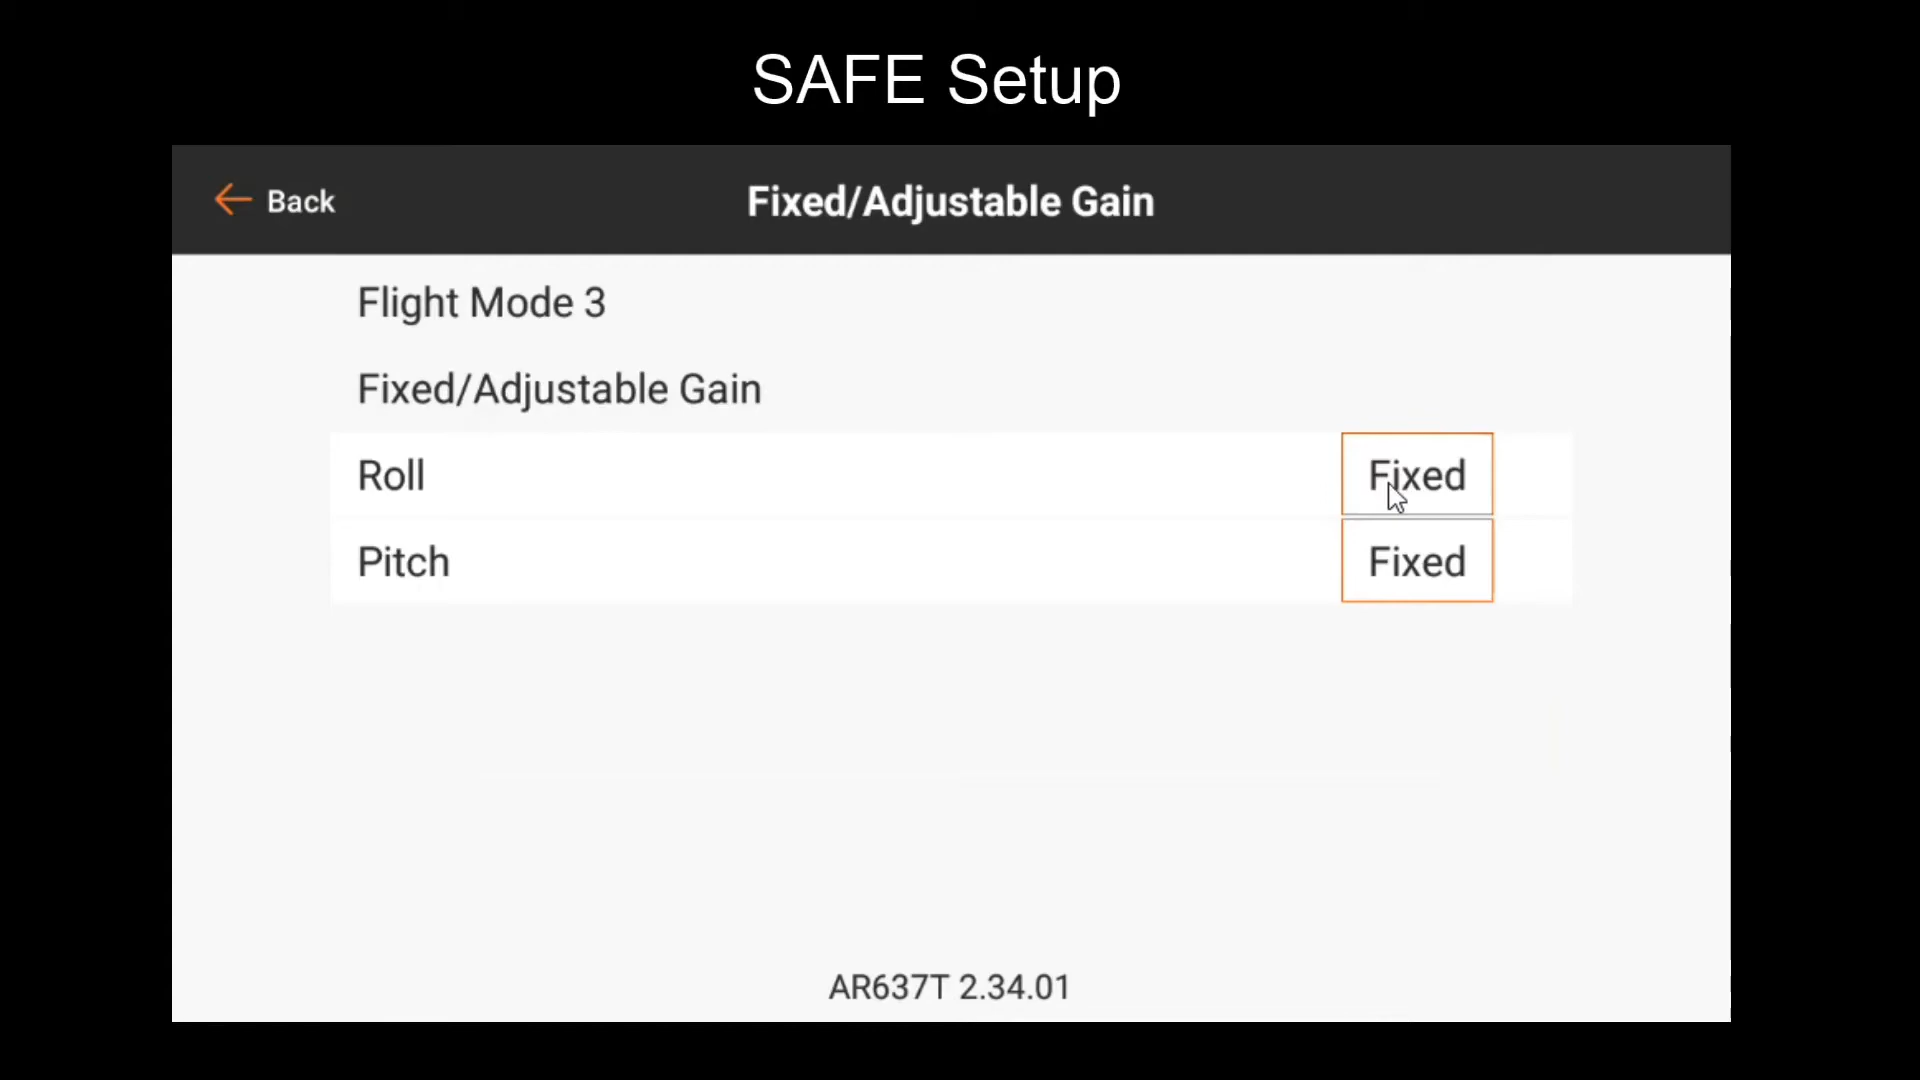 SAFE Setup
Back
Fixed/Adjustable Gain
Flight Mode 3
Fixed/Adjustable Gain
Roll Fixed
Pitch Fixed
AR637T 2.34.01